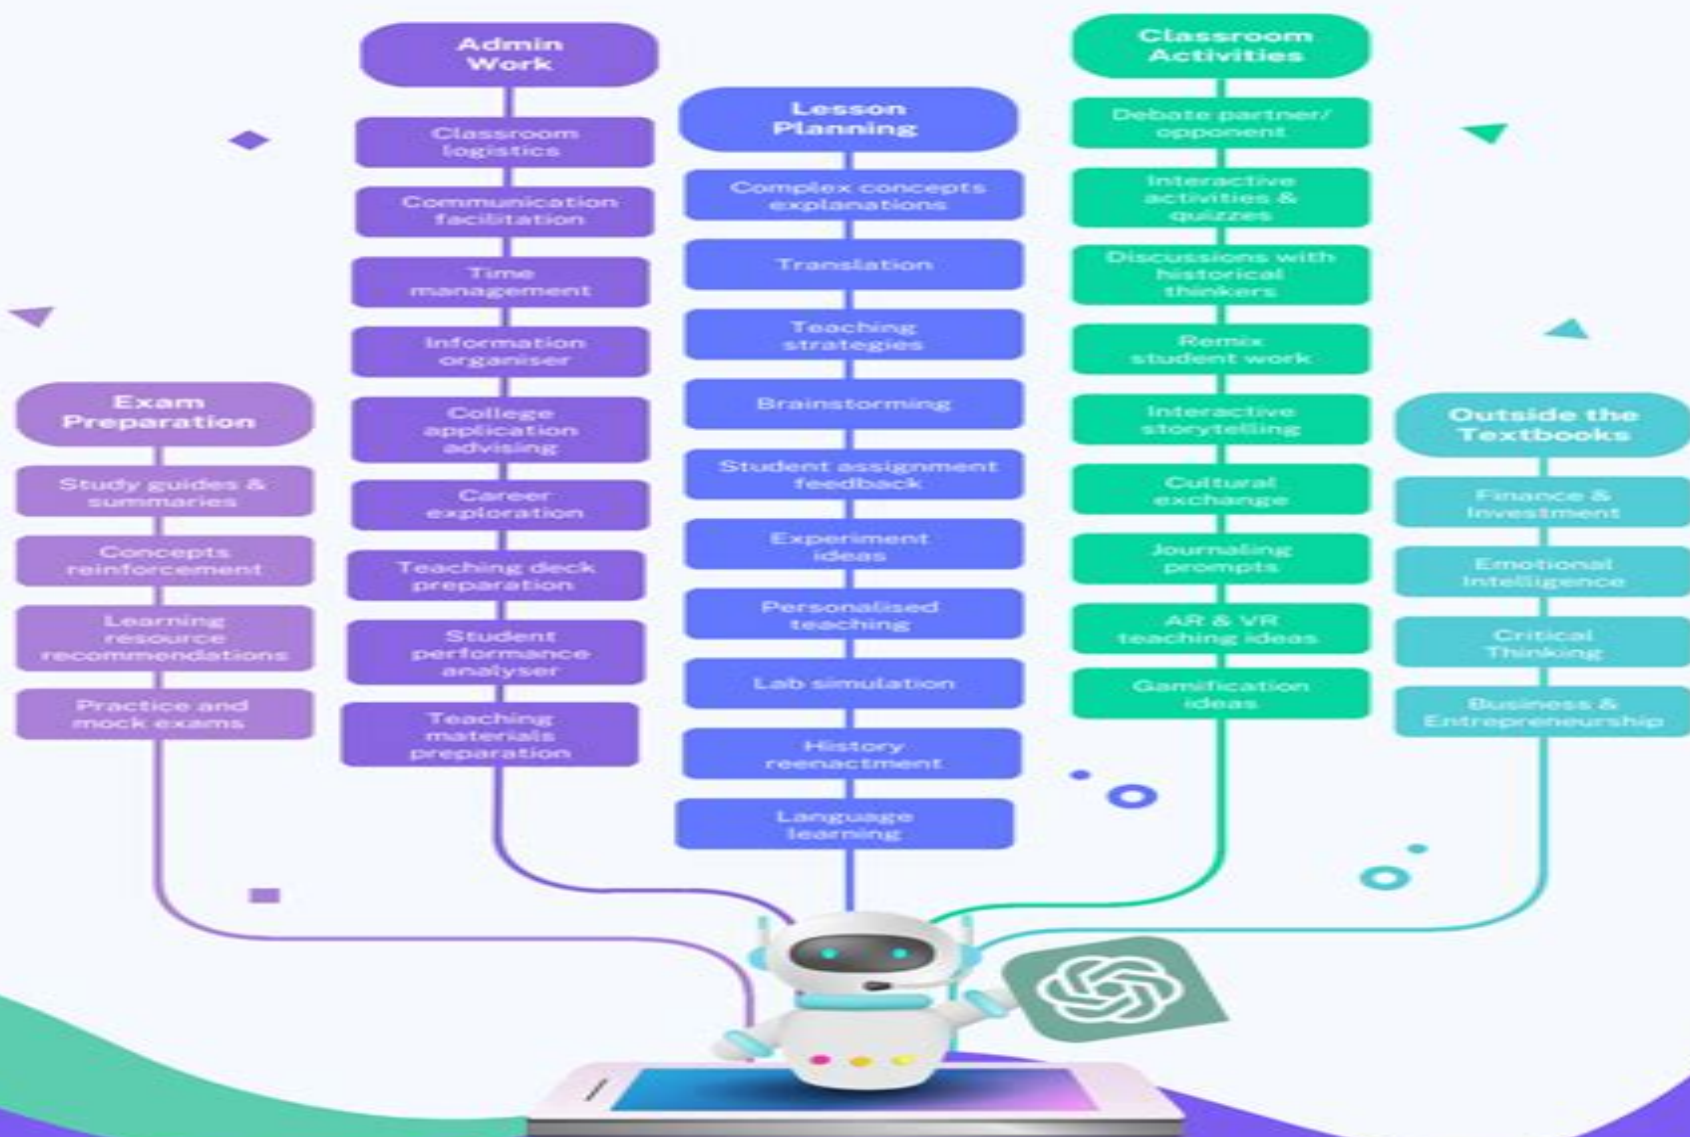 Exam
Preparation
Study guides &
summaries
Concepts
reinforcement
Learning
resource
recommendations
Practice and
mock exams
Admin
Work
Classroom
logistics
Communication
facilitation
Time
management
Information
organiser
College
application
advising
Career
exploration
Teaching deck
preparation
Student
performance
analyser
Teaching
materials
preparation
Lesson
Planning
Complex concepts
explanations
Translation
Teaching
strategies
Brainstorming
Student assignment
feedback
Experiment
ideas
Personalised
teaching
Lab simulation
History
reenactment
Language
learning
Classroom
Activities
Debate partner/
opponent
Interactive
activities &
quizzes
Discussions with
historical
thinkers
Remix
student work
Interactive
storytelling
Cultural
exchange
Journaling
prompts
AR & VR
teaching ideas
Gamification
ideas
Outside the
Textbooks
Finance &
Investment
Emotional
Intelligence
Critical
Thinking
Business &
Entrepreneurship